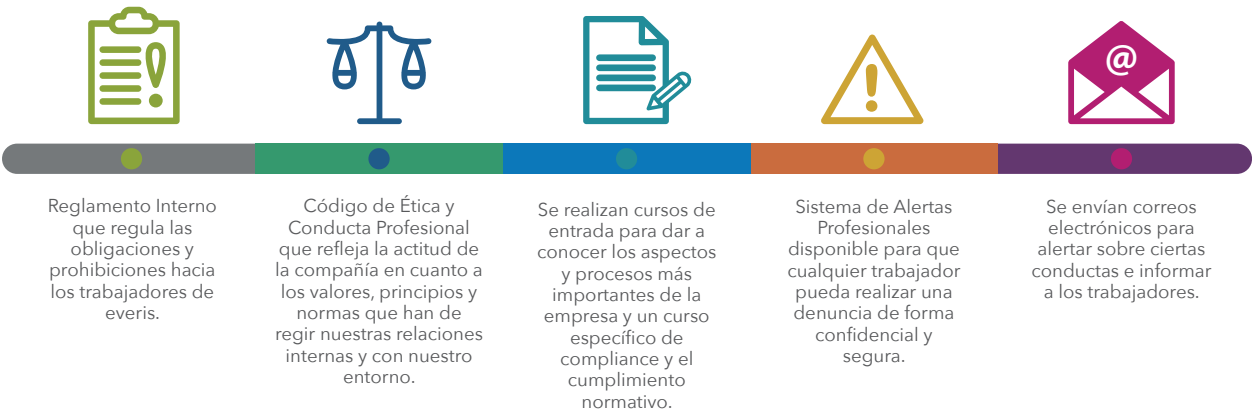 @
Reglamento Interno
que regula las
obligaciones y
prohibiciones hacia
los trabajadores de
everis.
Código de Ética y
Conducta Profesional
que refleja la actitud de
la compañía en cuanto a
los valores, principios y
normas que han de
regir nuestras relaciones
internas y con nuestro
entorno.
Se realizan cursos de
entrada para dar a
conocer los aspectos
y procesos más
importantes de la
empresa y un curso
específico de
compliance y el
cumplimiento
normativo.
Sistema de Alertas
Profesionales
disponible para que
cualquier trabajador
pueda realizar una
denuncia de forma
confidencial y
segura.
Se envían correos
electrónicos para
alertar sobre ciertas
conductas e informar
a los trabajadores.